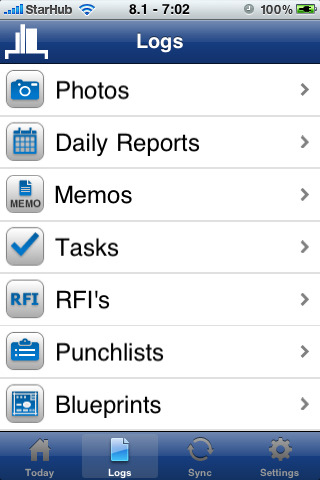 StarHub 8.1 - 7:02 100%
Logs
Photos
Daily Reports
MEMO Memos
Tasks
RFI RFI's
Punchlists
Blueprints
Today Logs Sync Settings